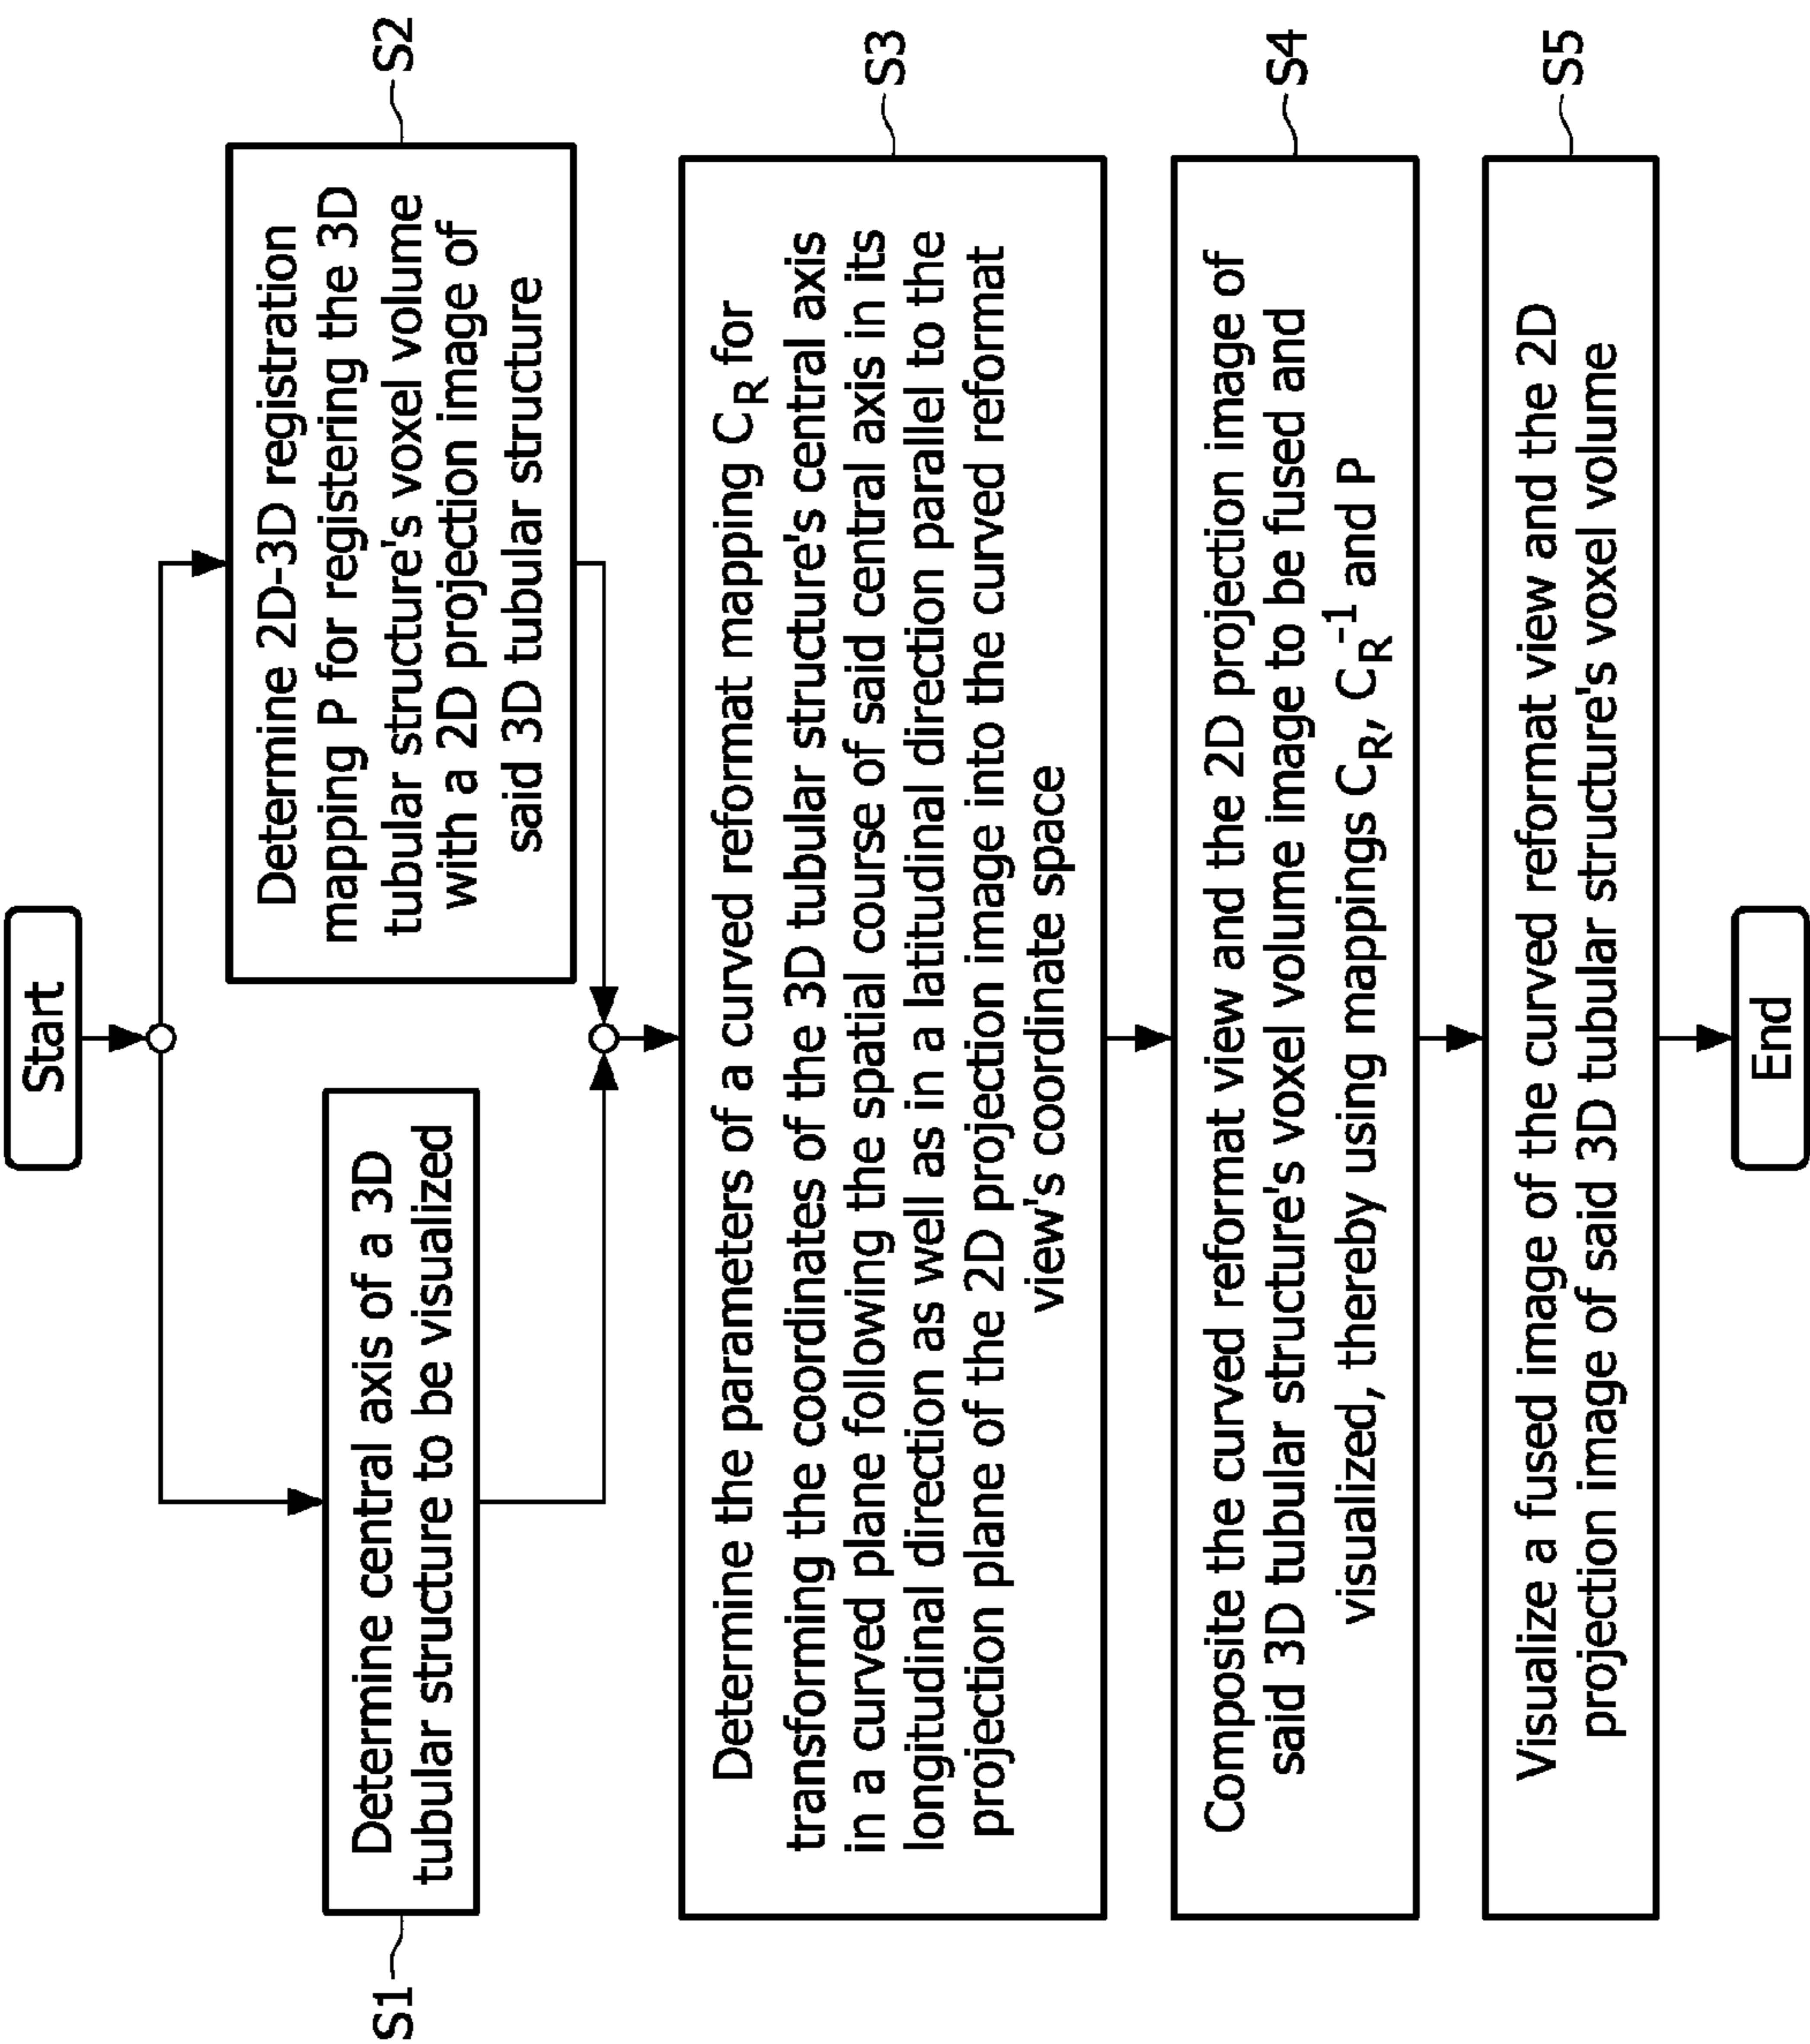 Start
Determine central axis of a 3D
tubular structure to be visualized
S1
Determine 2D-3D registration
mapping P for registering the 3D
tubular structure's voxel volume
with a 2D projection image of
said 3D tubular structure
S2
Determine the parameters of a curved reformat mapping C_R for
transforming the coordinates of the 3D tubular structure's central axis
in a curved plane following the spatial course of said central axis in its
longitudinal direction as well as in a latitudinal direction parallel to the
projection plane of the 2D projection image into the curved reformat
view's coordinate space
S3
Composite the curved reformat view and the 2D projection image of
said 3D tubular structure's voxel volume image to be fused and
visualized, thereby using mappings C_R, C_R^-1 and P
S4
Visualize a fused image of the curved reformat view and the 2D
projection image of said 3D tubular structure's voxel volume
S5
End